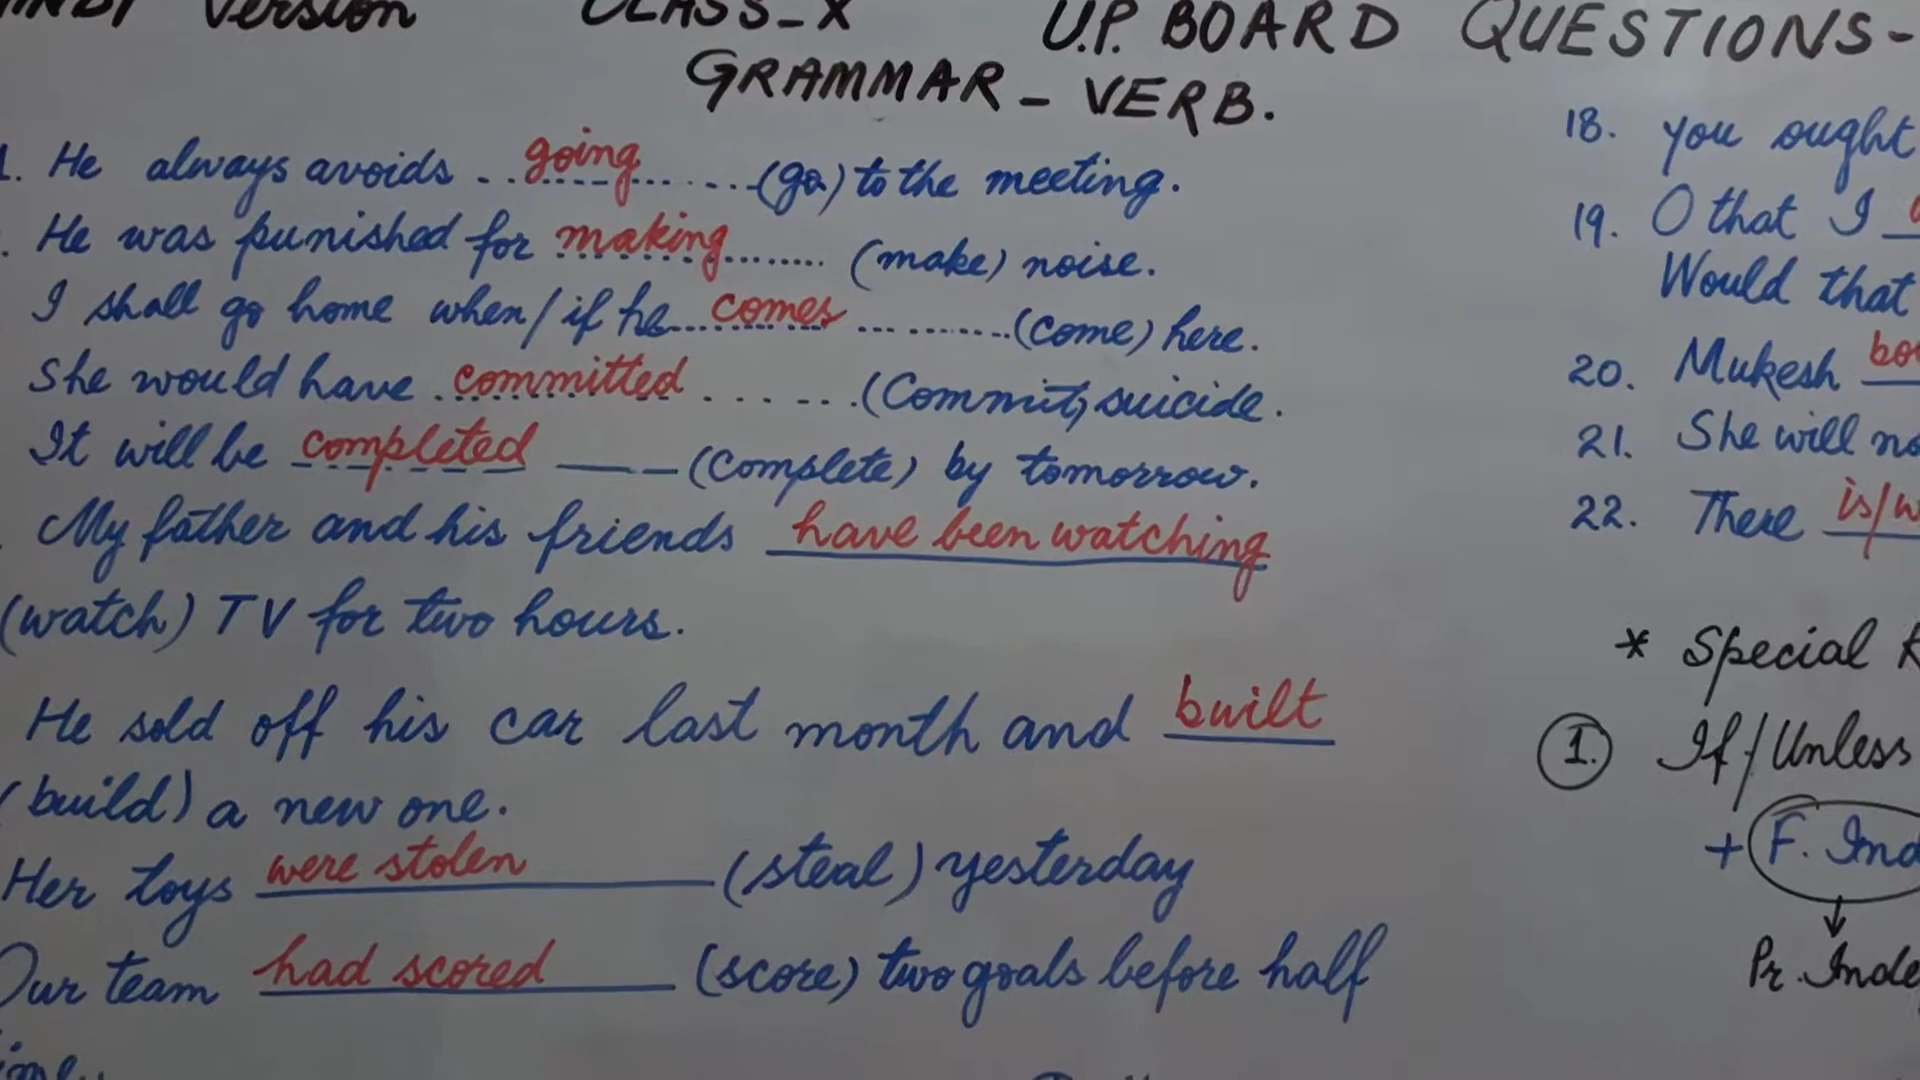 Version CLASS-X U.P. BOARD QUESTIONS-
GRAMMAR - VERB.
1. He always avoids going (go) to the meeting.
He was punished for making (make) noise.
I shall go home when/if he comes (come) here.
She would have committed (Commit) suicide.
It will be completed (Complete) by tomorrow.
My father and his friends have been watching
(watch) TV for two hours.
He sold off his car last month and built
(build) a new one.
Her toys were stolen (steal) yesterday
Our team had scored (score) two goals before half
18. you ought
19. O that I
Would that
20. Mukesh
21. She will
22. There is/
* Special
1. If/Unless
+ F.
Pr.